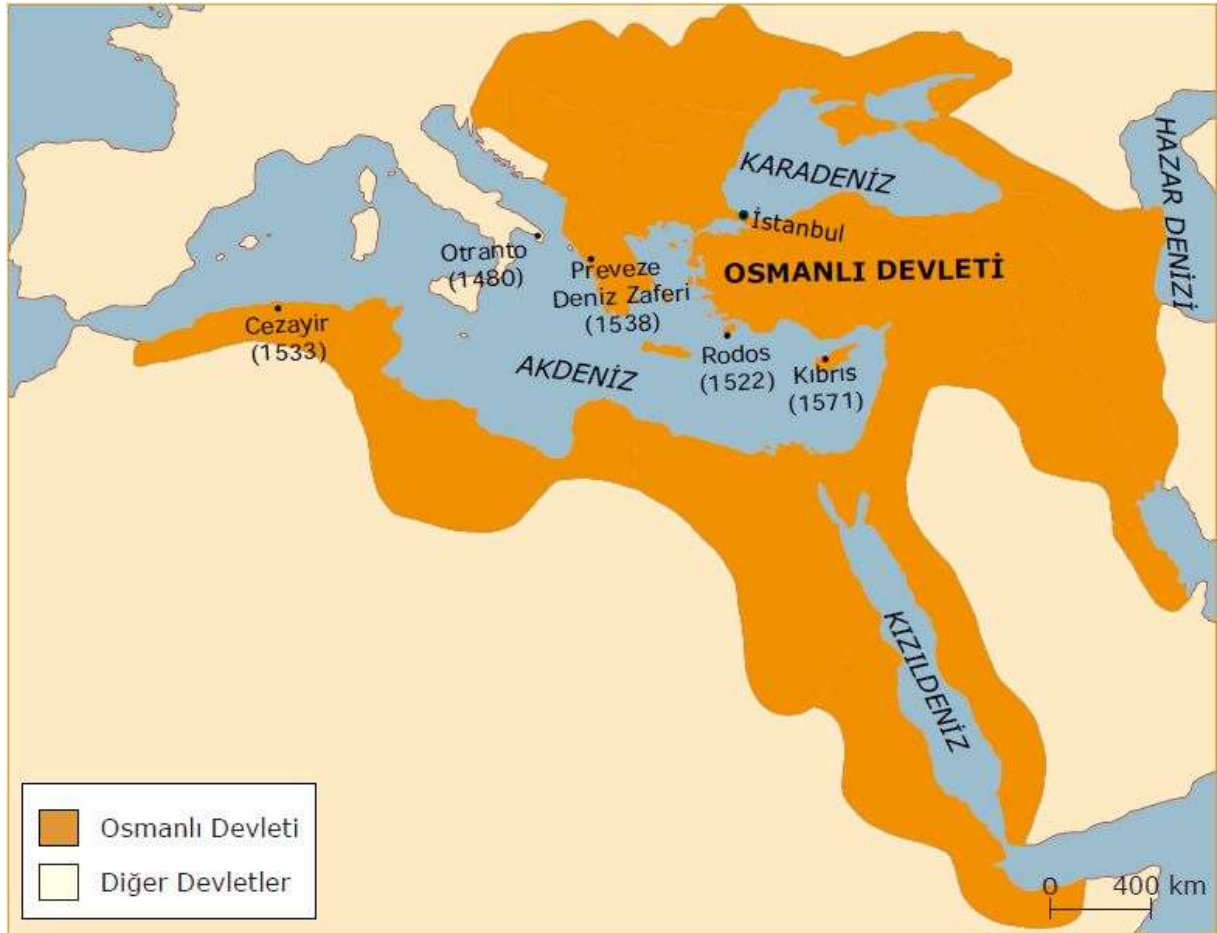 HAZAR DENİZİ
KARADENİZ
İstanbul
OSMANLI DEVLETİ
Otranto
(1480)
Preveze
Deniz Zaferi
(1538)
Cezayir
(1533)
AKDENİZ
Rodos
(1522)
Kıbrıs
(1571)
KIZILDENİZ
Osmanlı Devleti
Diğer Devletler
0 400 km